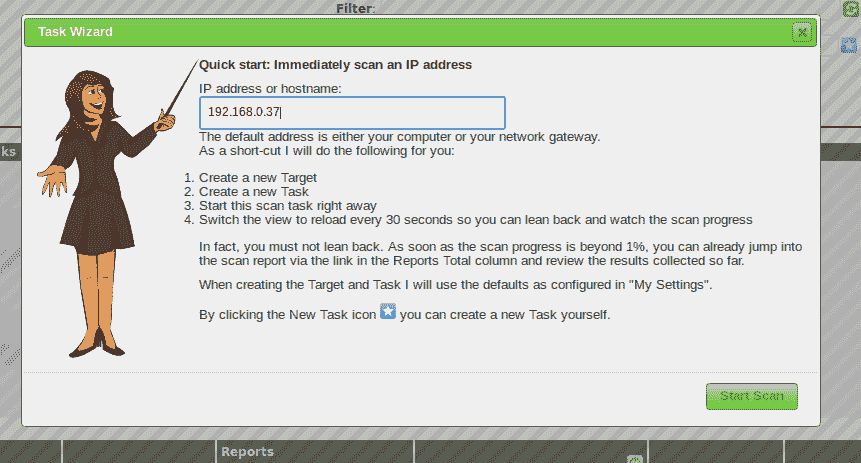 Filter:
Task Wizard
Quick start: Immediately scan an IP address
IP address or hostname:
192.168.0.37
The default address is either your computer or your network gateway.
As a short-cut I will do the following for you:
1. Create a new Target
2. Create a new Task
3. Start this scan task right away
4. Switch the view to reload every 30 seconds so you can lean back and watch the scan progress
In fact, you must not lean back. As soon as the scan progress is beyond 1%, you can already jump into
the scan report via the link in the Reports Total column and review the results collected so far.
When creating the Target and Task I will use the defaults as configured in "My Settings".
By clicking the New Task icon you can create a new Task yourself.
Start Scan
Reports